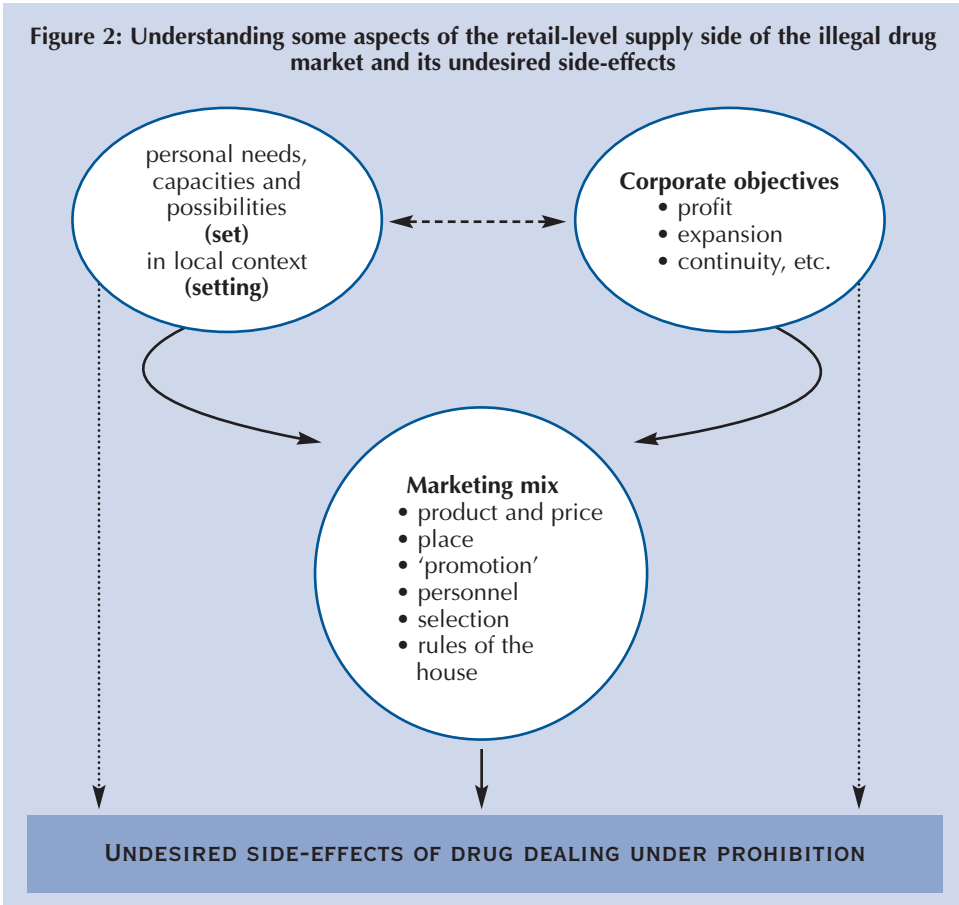 Figure 2: Understanding some aspects of the retail-level supply side of the illegal drug
market and its undesired side-effects
personal needs,
capacities and
possibilities
(set)
in local context
(setting)
Corporate objectives
• profit
• expansion
• continuity, etc.
Marketing mix
• product and price
• place
• ‘promotion’
• personnel
• selection
• rules of the
house
UNDESIRED SIDE-EFFECTS OF DRUG DEALING UNDER PROHIBITION